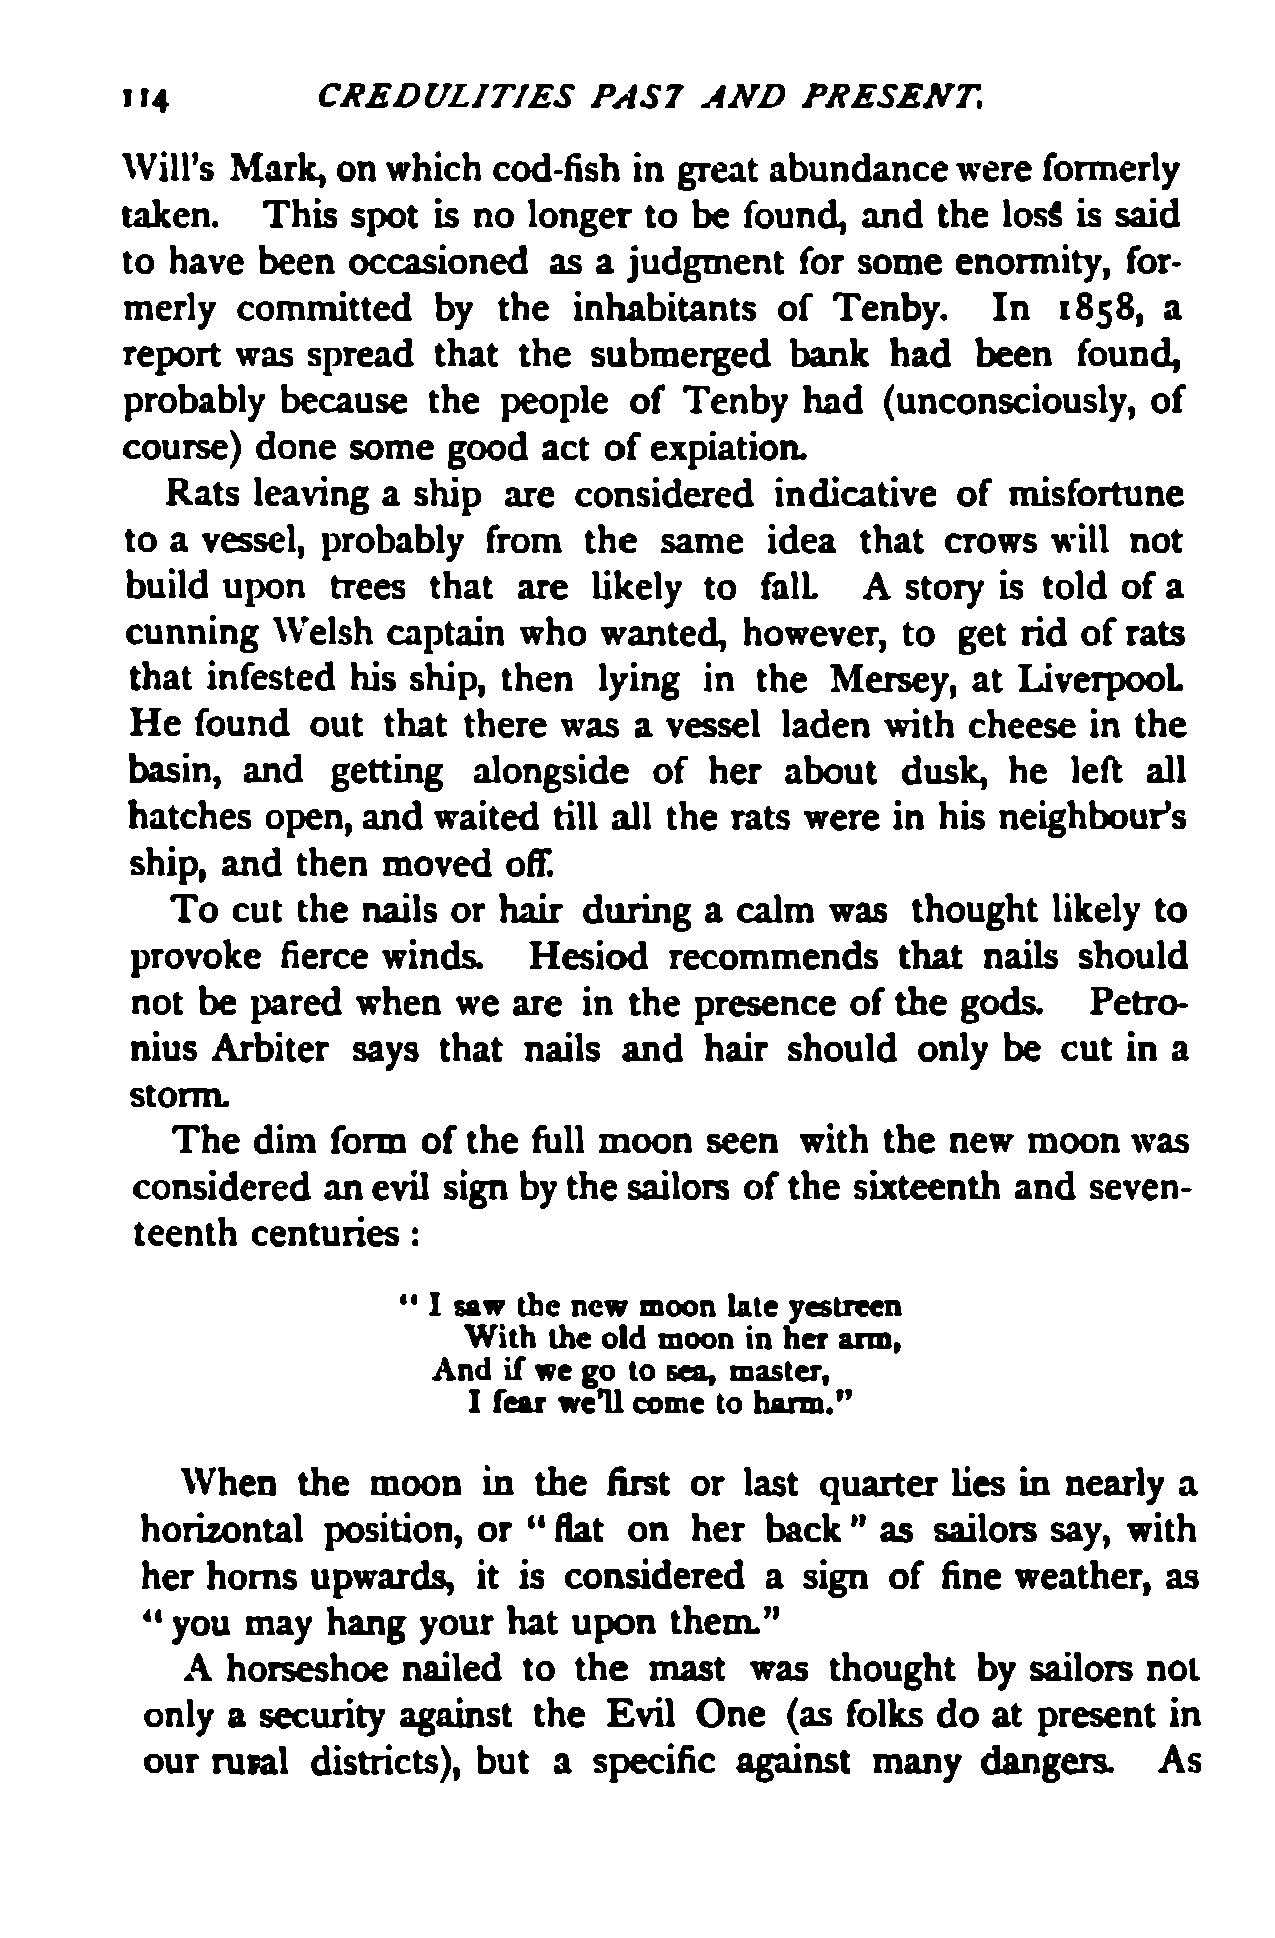 114 CREDULITIES PAST AND PRESENT.
Will's Mark, on which cod-fish in great abundance were formerly
taken. This spot is no longer to be found, and the loss is said
to have been occasioned as a judgment for some enormity, for-
merly committed by the inhabitants of Tenby. In 1858, a
report was spread that the submerged bank had been found,
probably because the people of Tenby had (unconsciously, of
course) done some good act of expiation.
Rats leaving a ship are considered indicative of misfortune
to a vessel, probably from the same idea that crows will not
build upon trees that are likely to fall. A story is told of a
cunning Welsh captain who wanted, however, to get rid of rats
that infested his ship, then lying in the Mersey, at Liverpool.
He found out that there was a vessel laden with cheese in the
basin, and getting alongside of her about dusk, he left all
hatches open, and waited till all the rats were in his neighbour's
ship, and then moved off.
To cut the nails or hair during a calm was thought likely to
provoke fierce winds. Hesiod recommends that nails should
not be pared when we are in the presence of the gods. Petro-
nius Arbiter says that nails and hair should only be cut in a
storm.
The dim form of the full moon seen with the new moon was
considered an evil sign by the sailors of the sixteenth and seven-
teenth centuries :
" I saw the new moon late yestreen
With the old moon in her arm,
And if we go to sea, master,
I fear we'll come to harm."
When the moon in the first or last quarter lies in nearly a
horizontal position, or " flat on her back " as sailors say, with
her horns upwards, it is considered a sign of fine weather, as
" you may hang your hat upon them."
A horseshoe nailed to the mast was thought by sailors not
only a security against the Evil One (as folks do at present in
our rural districts), but a specific against many dangers. As